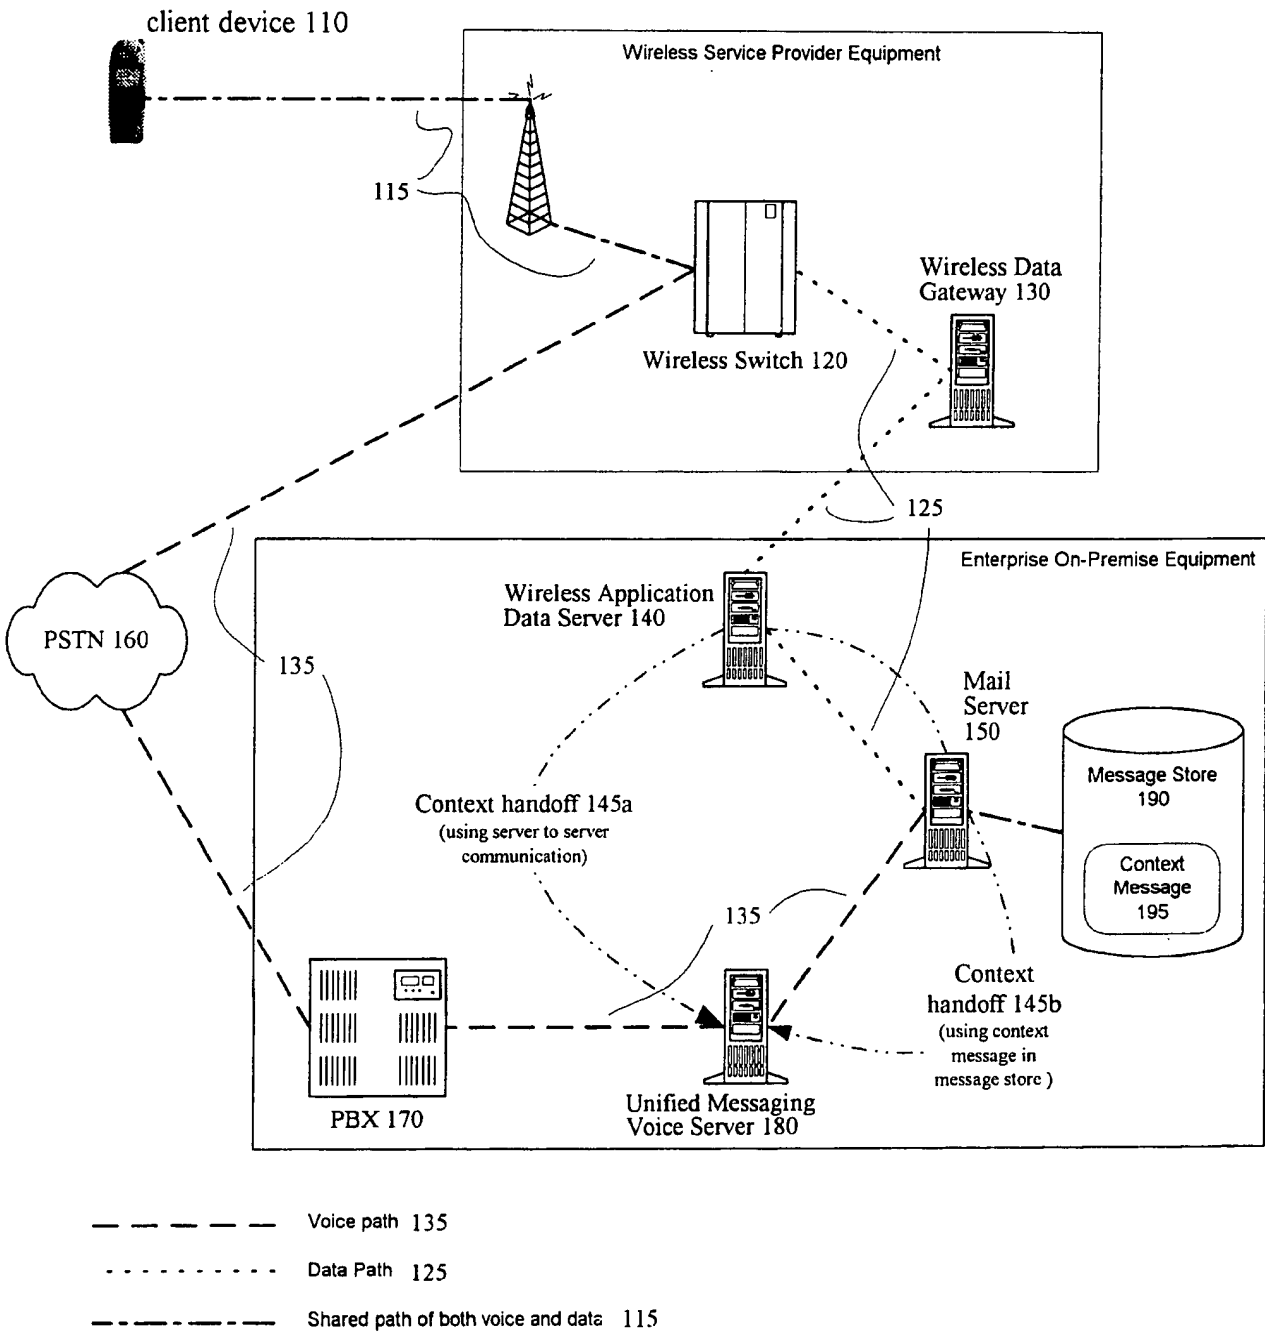 client device 110
Wireless Service Provider Equipment
115
Wireless Data
Gateway 130
Wireless Switch 120
125
Enterprise On-Premise Equipment
Wireless Application
Data Server 140
PSTN 160
135
Mail
Server
150
Message Store
190
Context handoff 145a
(using server to server
communication)
Context
Message
195
135
Context
handoff 145b
(using context
message in
message store )
PBX 170
Unified Messaging
Voice Server 180
Voice path 135
Data Path 125
Shared path of both voice and data 115